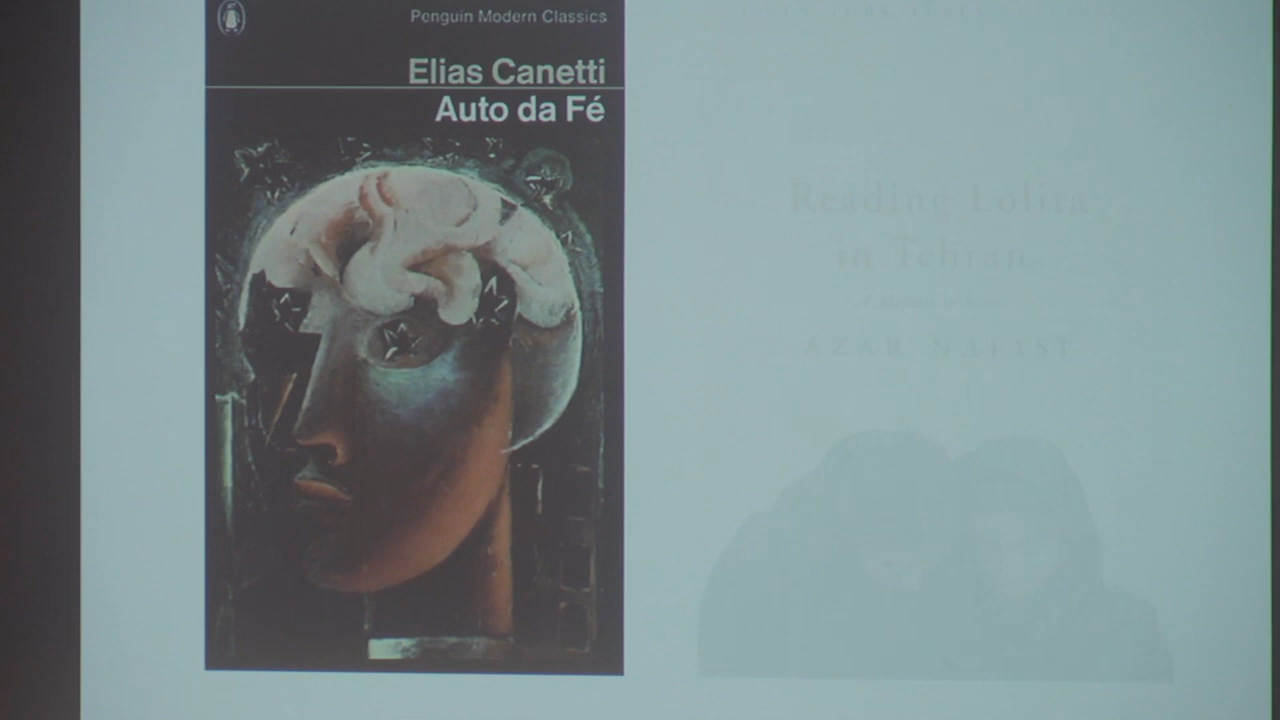 Penguin Modern Classics
Elias Canetti
Auto da Fé
Reading Lolita
in Tehran
AZAR NAFISI